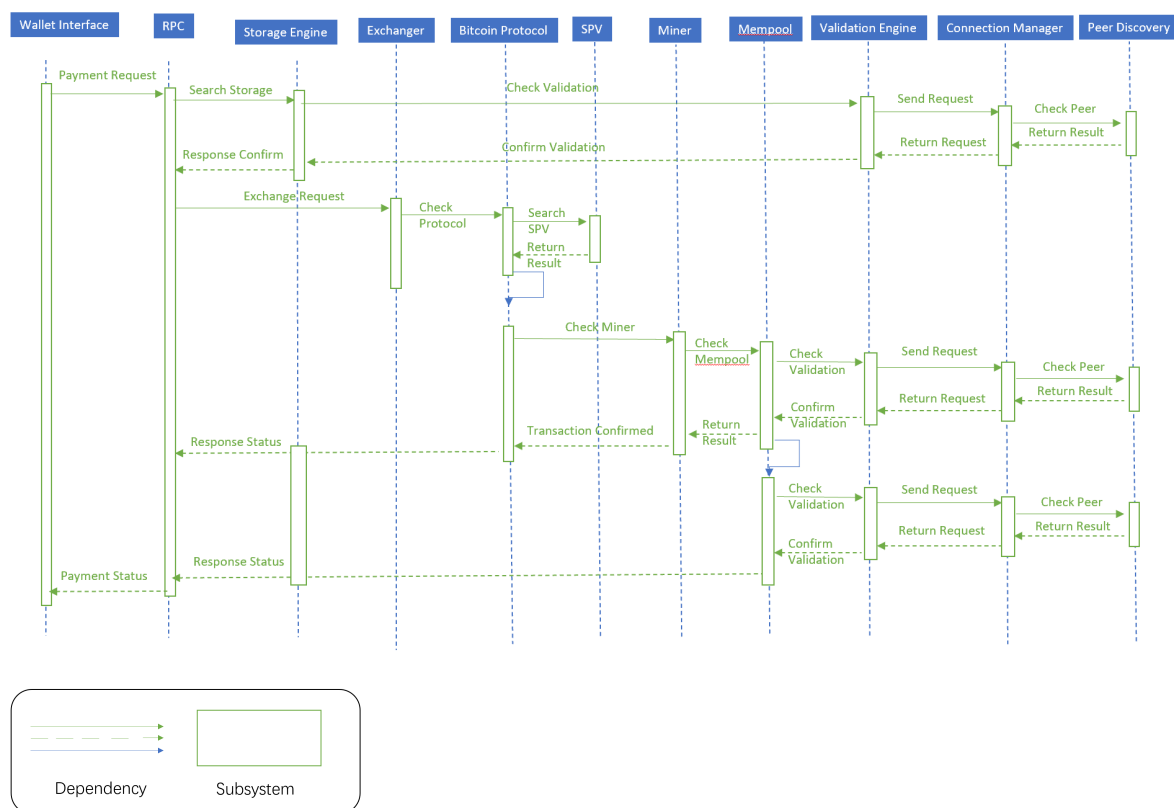 Wallet Interface
RPC
Storage Engine
Exchanger
Bitcoin Protocol
SPV
Miner
Mempool
Validation Engine
Connection Manager
Peer Discovery
Payment Request
Search Storage
Check Validation
Send Request
Check Peer
Return Result
Return Request
Confirm Validation
Response Confirm
Exchange Request
Check
Protocol
Search
SPV
Return
Result
Check Miner
Check
Mempool
Check
Validation
Send Request
Check Peer
Return Result
Return Request
Confirm
Validation
Return
Result
Transaction Confirmed
Response Status
Check
Validation
Send Request
Check Peer
Return Result
Return Request
Confirm
Validation
Response Status
Payment Status
Dependency
Subsystem